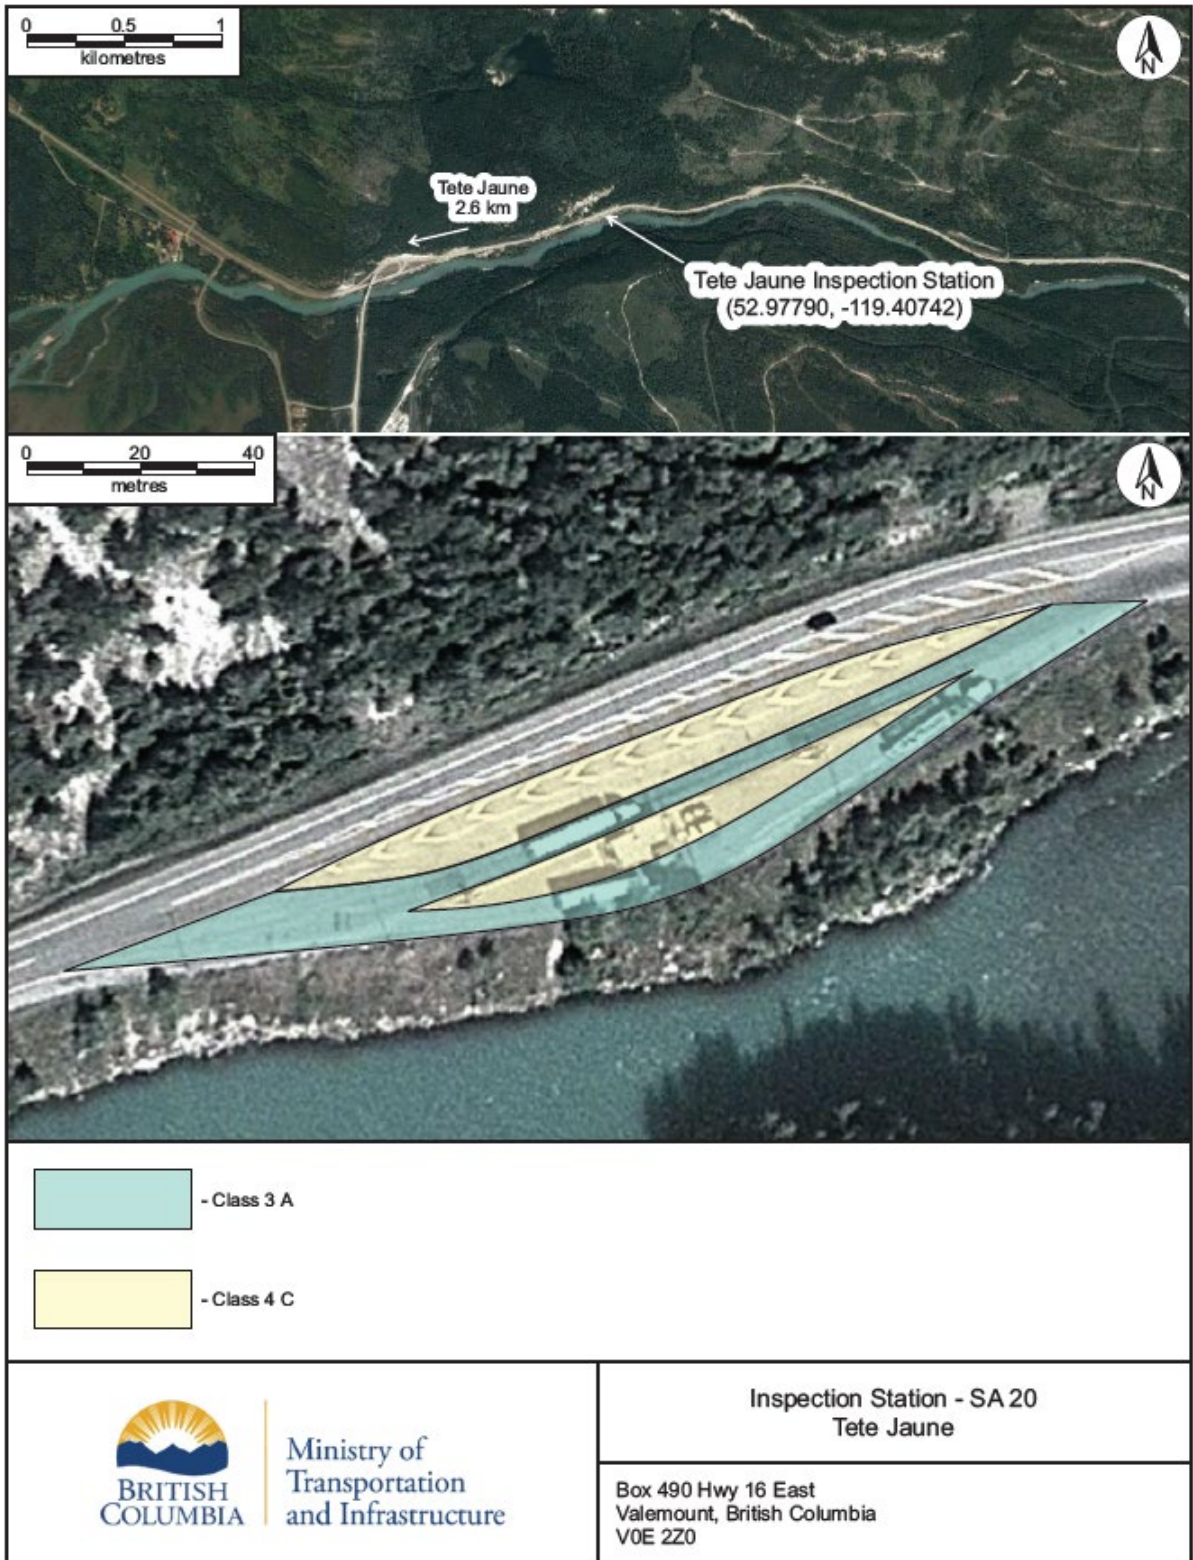 0 0.5 1
kilometres
N
Tete Jaune
2.6 km
Tete Jaune Inspection Station
(52.97790, -119.40742)
0 20 40
metres
N
- Class 3 A
- Class 4 C
BRITISH
COLUMBIA
Ministry of
Transportation
and Infrastructure
Inspection Station - SA 20
Tete Jaune
Box 490 Hwy 16 East
Valemount, British Columbia
V0E 2Z0